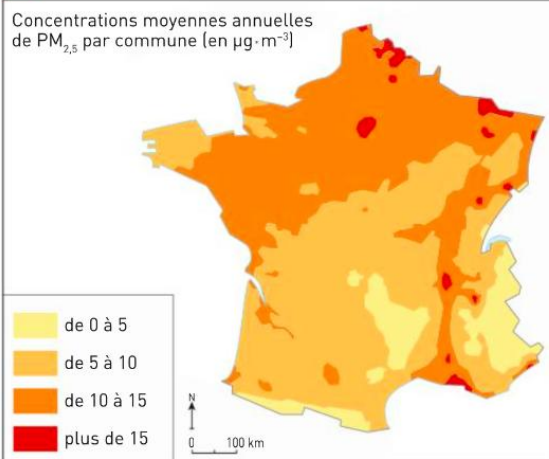 Concentrations moyennes annuelles
de PM2,5 par commune (en µg·m⁻³)
de 0 à 5
de 5 à 10
de 10 à 15
plus de 15
N
0 100 km